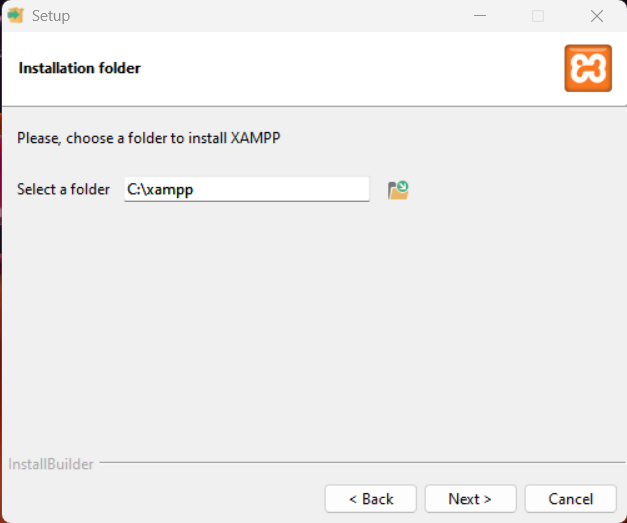 Setup
Installation folder
Please, choose a folder to install XAMPP
Select a folder C:\xampp
InstallBuilder
< Back Next > Cancel